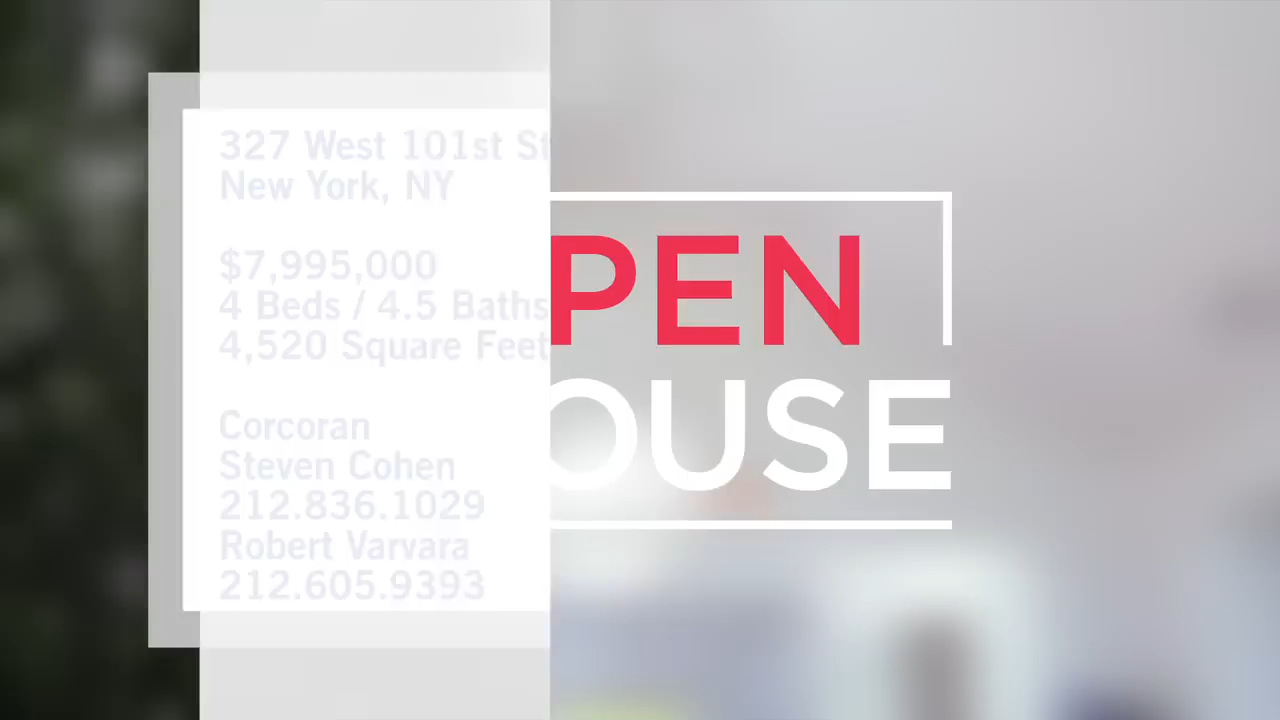 327 West 101st St
New York, NY
$7,995,000
4 Beds / 4.5 Baths
4,520 Square Feet
Corcoran
Steven Cohen
212.836.1029
Robert Varvara
212.605.9393
PEN
OUSE